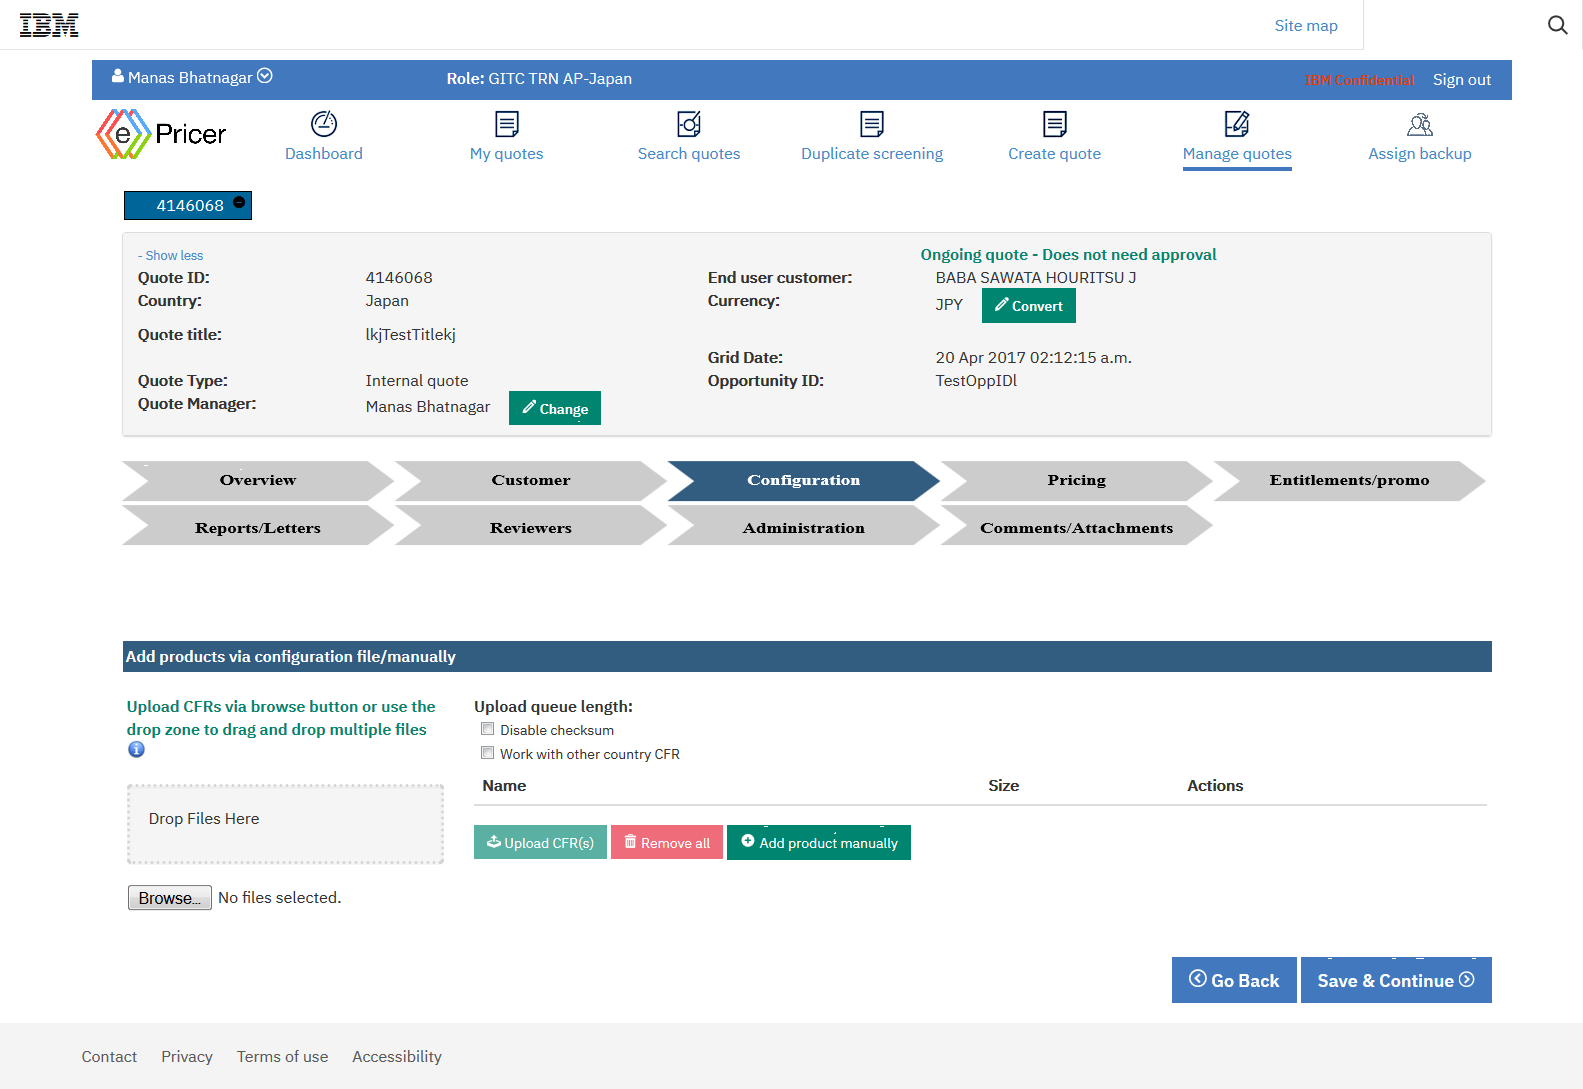 IBM
Site map
Manas Bhatnagar
Role: GITC TRN AP-Japan
IBM Confidential
Sign out
e Pricer
Dashboard
My quotes
Search quotes
Duplicate screening
Create quote
Manage quotes
Assign backup
4146068
- Show less
Ongoing quote - Does not need approval
Quote ID: 4146068
End user customer: BABA SAWATA HOURITSU J
Country: Japan
Currency: JPY Convert
Quote title: lkjTestTitlekj
Grid Date: 20 Apr 2017 02:12:15 a.m.
Quote Type: Internal quote
Opportunity ID: TestOppIDl
Quote Manager: Manas Bhatnagar Change
Overview
Customer
Configuration
Pricing
Entitlements/promo
Reports/Letters
Reviewers
Administration
Comments/Attachments
Add products via configuration file/manually
Upload CFRs via browse button or use the
drop zone to drag and drop multiple files
Upload queue length:
Disable checksum
Work with other country CFR
Name Size Actions
Drop Files Here
Upload CFR(s)
Remove all
Add product manually
Browse... No files selected.
Go Back
Save & Continue
Contact
Privacy
Terms of use
Accessibility